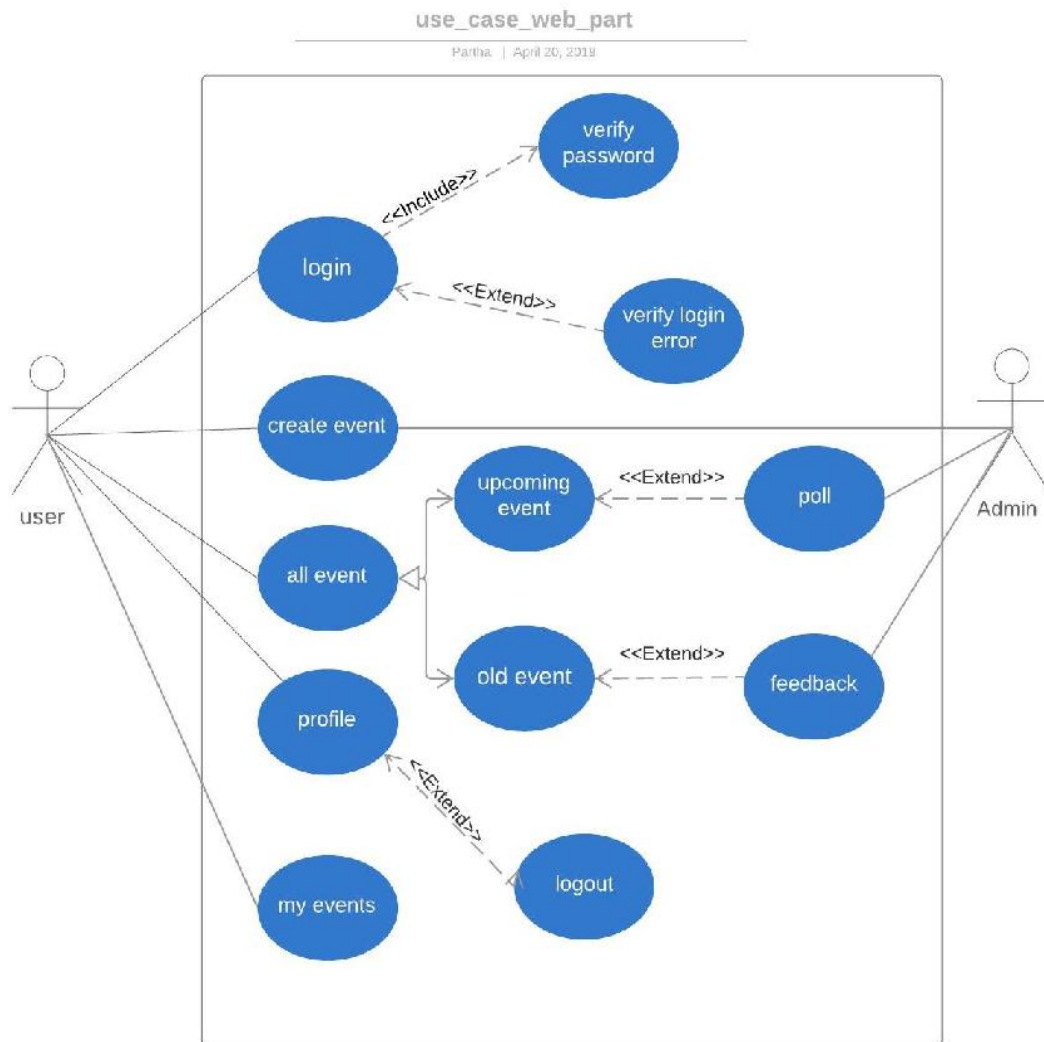 use_case_web_part
Partha | April 20, 2019
verify
password
<<Include>>
login
<<Extend>>
verify login
error
create event
upcoming
event
<<Extend>>
poll
user
Admin
all event
old event
<<Extend>>
feedback
profile
<<Extend>>
logout
my events